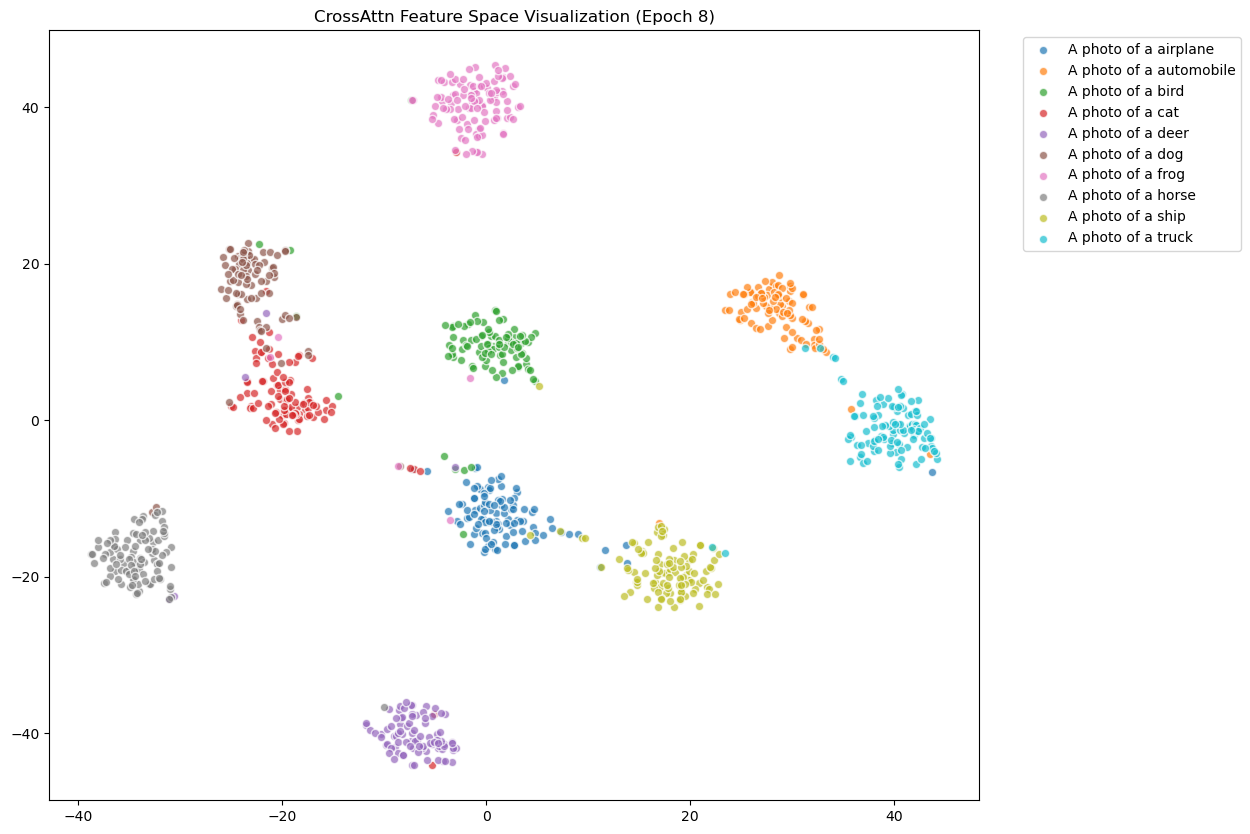 CrossAttn Feature Space Visualization (Epoch 8)
A photo of a airplane
A photo of a automobile
A photo of a bird
A photo of a cat
A photo of a deer
A photo of a dog
A photo of a frog
A photo of a horse
A photo of a ship
A photo of a truck
40
20
0
−20
−40
−40 −20 0 20 40